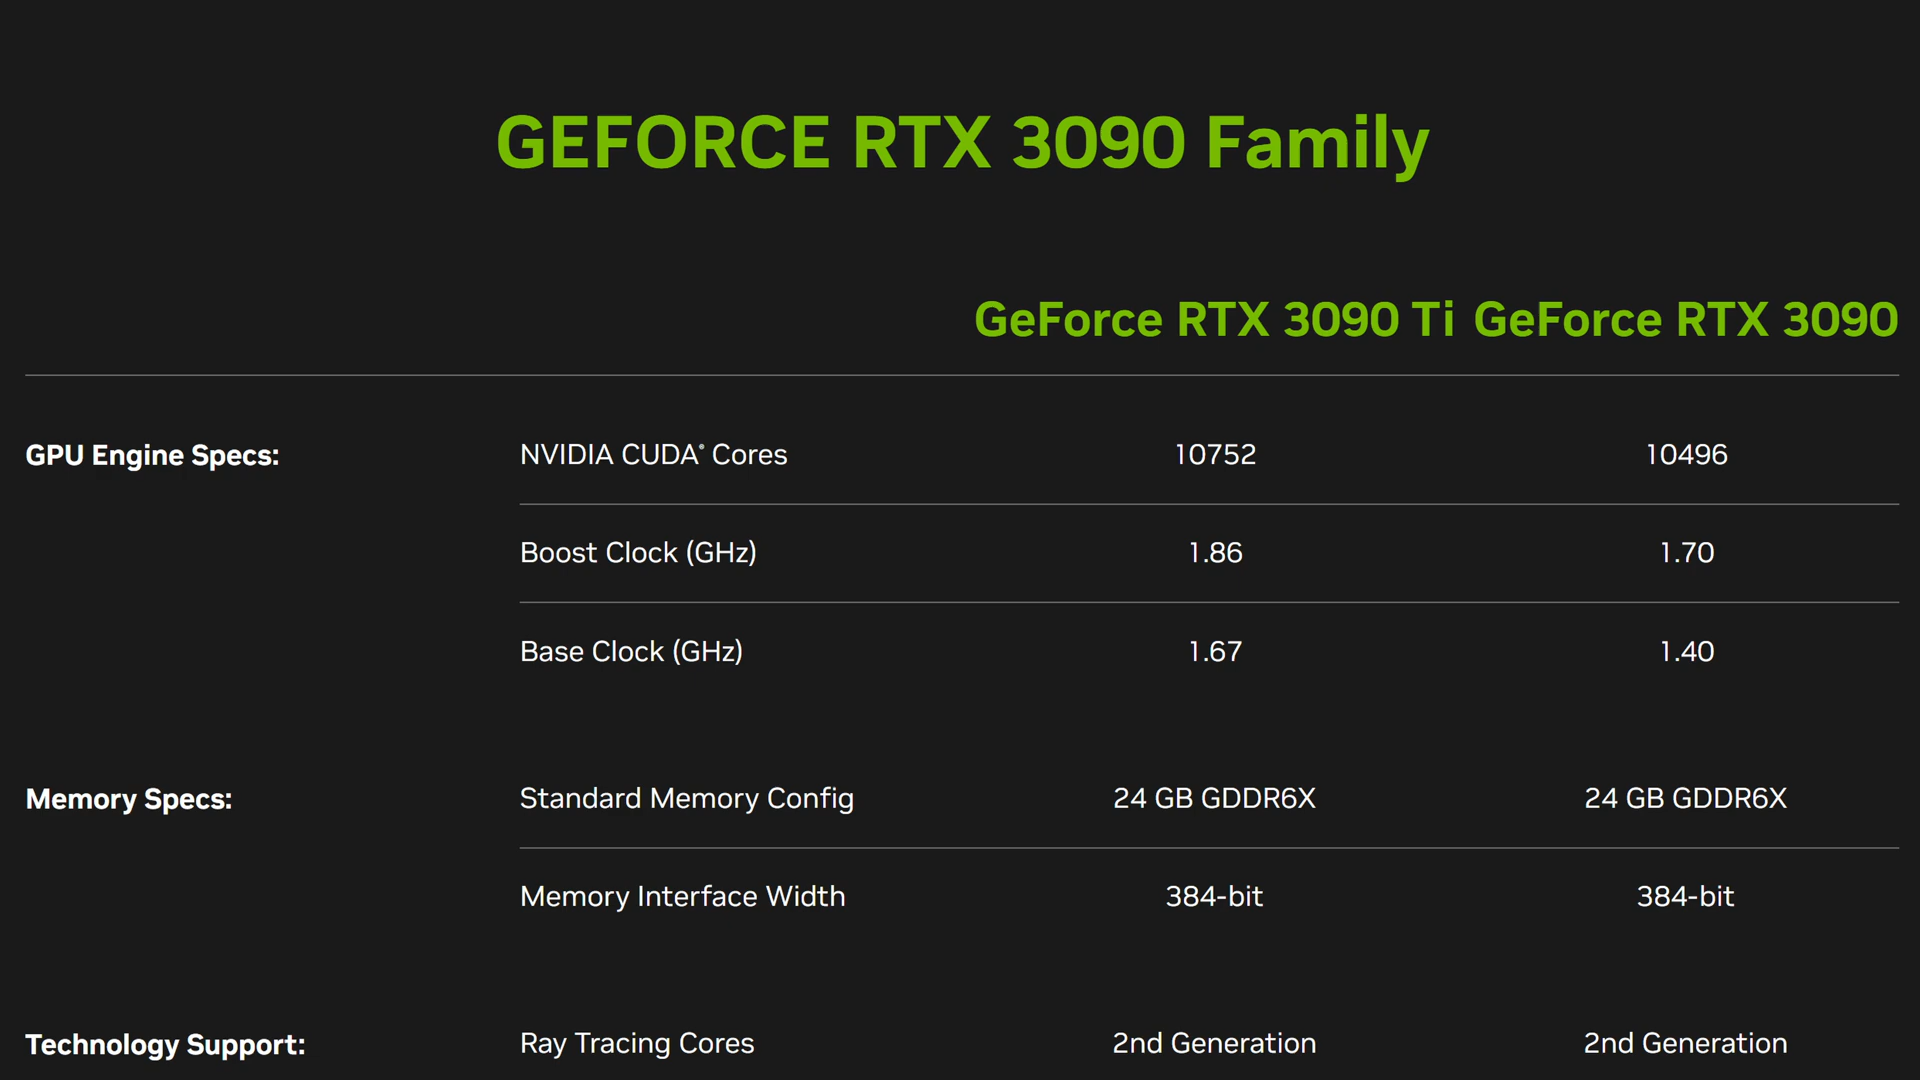 GEFORCE RTX 3090 Family
GeForce RTX 3090 Ti GeForce RTX 3090
GPU Engine Specs: NVIDIA CUDA® Cores 10752 10496
Boost Clock (GHz) 1.86 1.70
Base Clock (GHz) 1.67 1.40
Memory Specs: Standard Memory Config 24 GB GDDR6X 24 GB GDDR6X
Memory Interface Width 384-bit 384-bit
Technology Support: Ray Tracing Cores 2nd Generation 2nd Generation